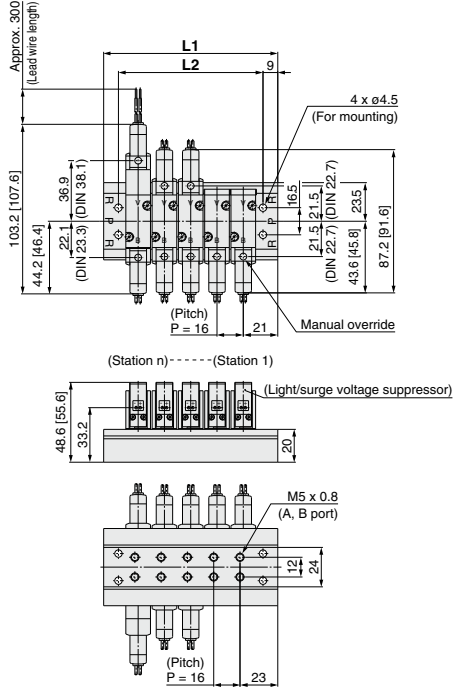 L1
L2
9
Approx. 300
(Lead wire length)
4 x ø4.5
(For mounting)
103.2 [107.6]
44.2 [46.4]
36.9
(DIN 38.1)
22.1
(DIN 23.3)
R
P
R
V
V
V
V
V
B
B
B
B
B
R
P
R
16.5
21.5
(DIN 22.7)
23.5
21.5
(DIN 22.7)
43.6 [45.8]
87.2 [91.6]
(Pitch)
P = 16
21
Manual override
(Station n)------(Station 1)
(Light/surge voltage suppressor)
48.6 [55.6]
33.2
20
M5 x 0.8
(A, B port)
12
24
(Pitch)
P = 16
23